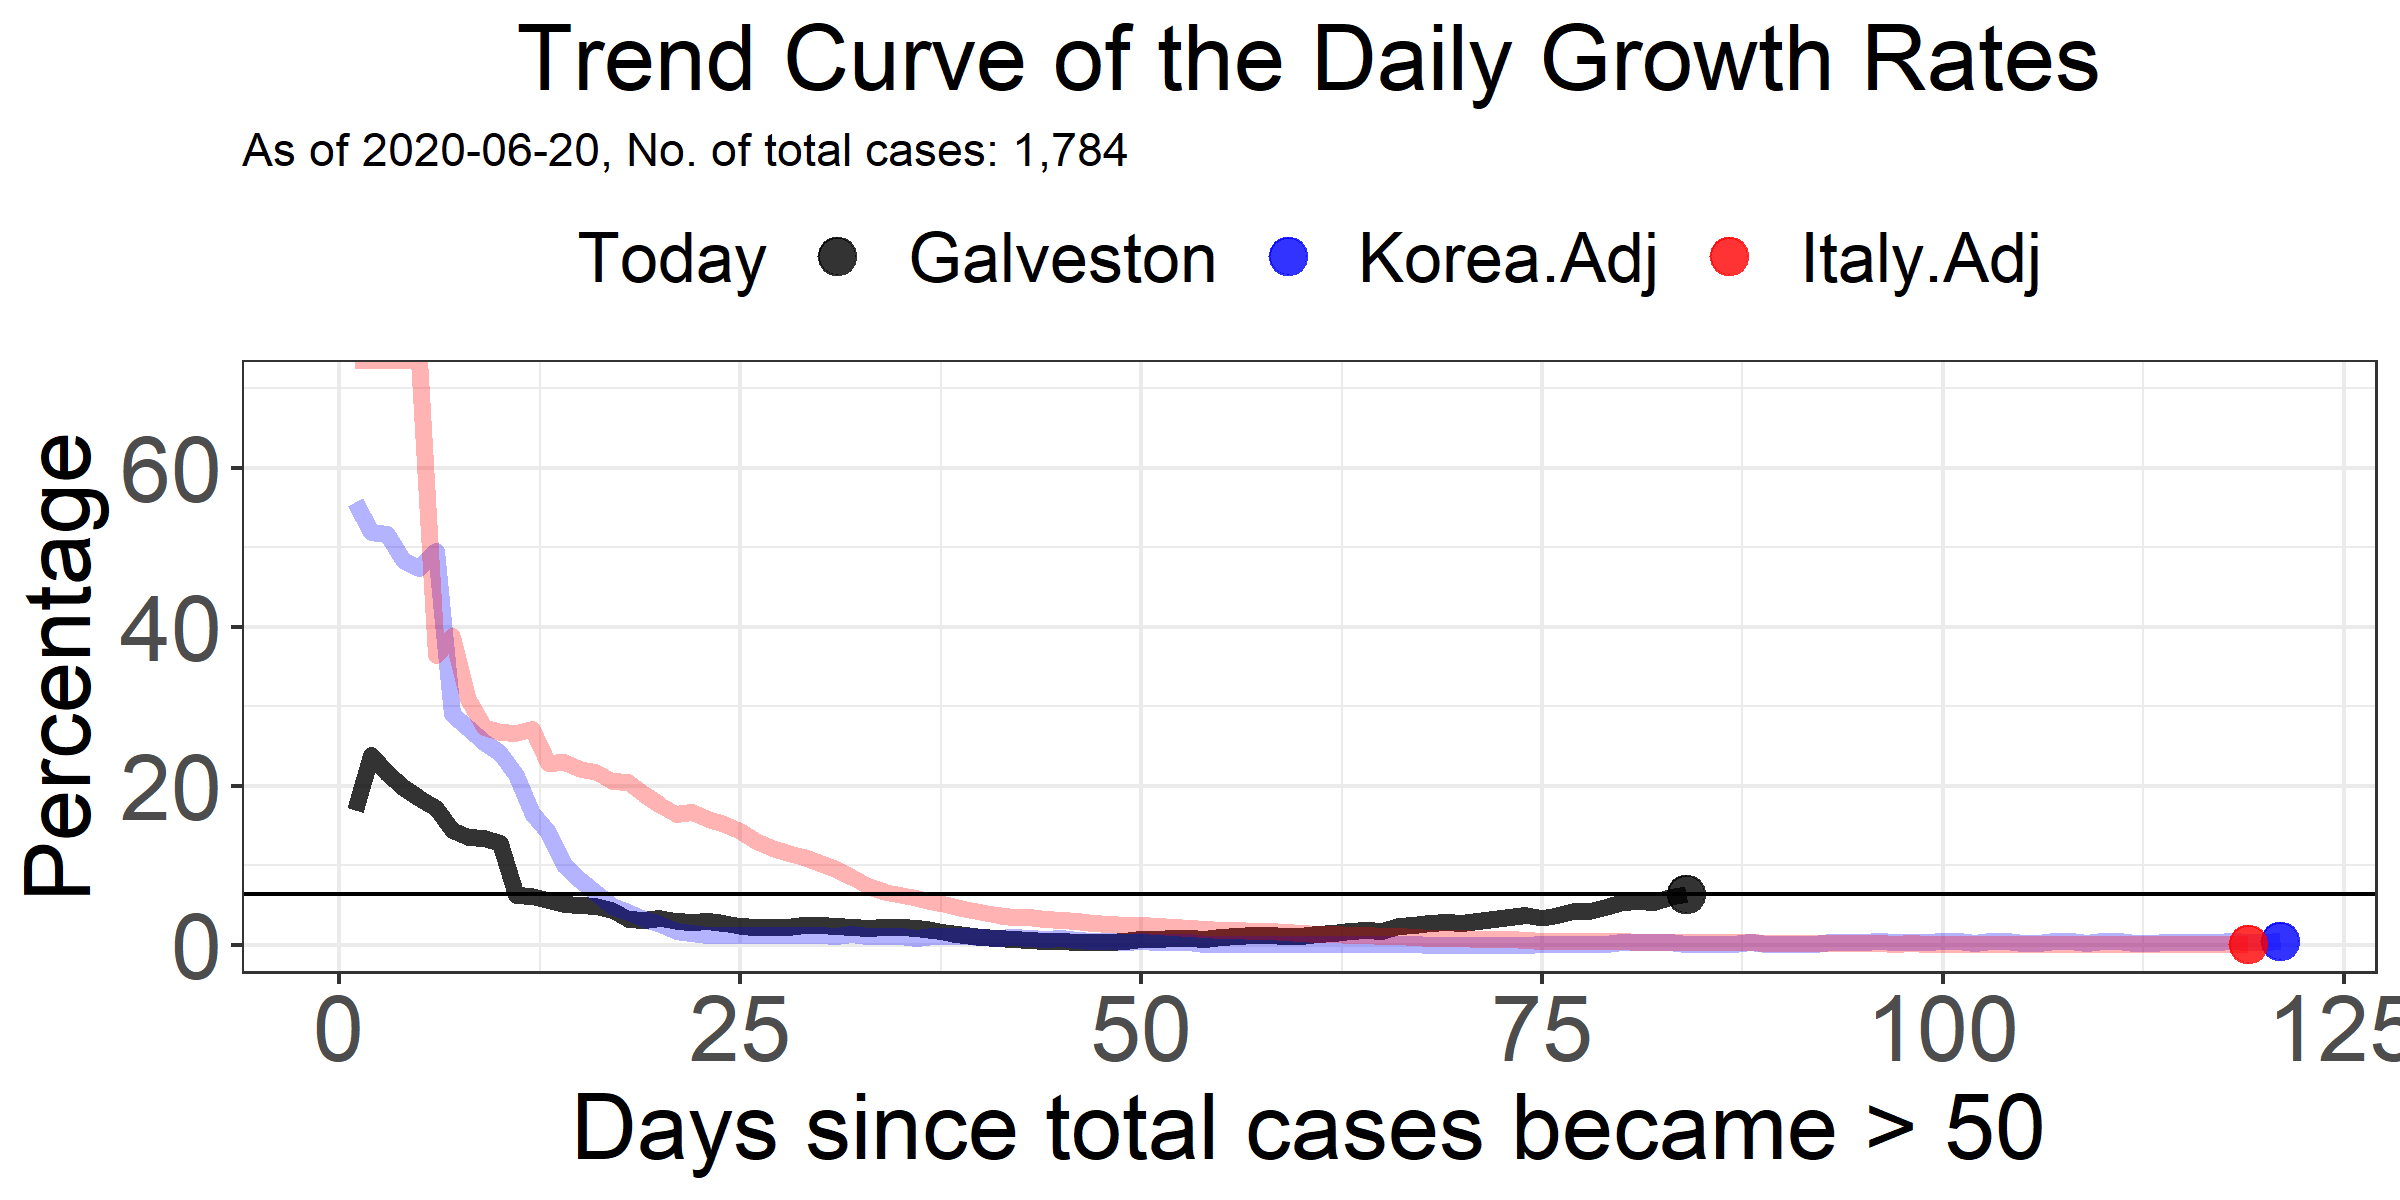 Trend Curve of the Daily Growth Rates
As of 2020-06-20, No. of total cases: 1,784
Today Galveston Korea.Adj Italy.Adj
Percentage
60
40
20
0
0 25 50 75 100 125
Days since total cases became > 50